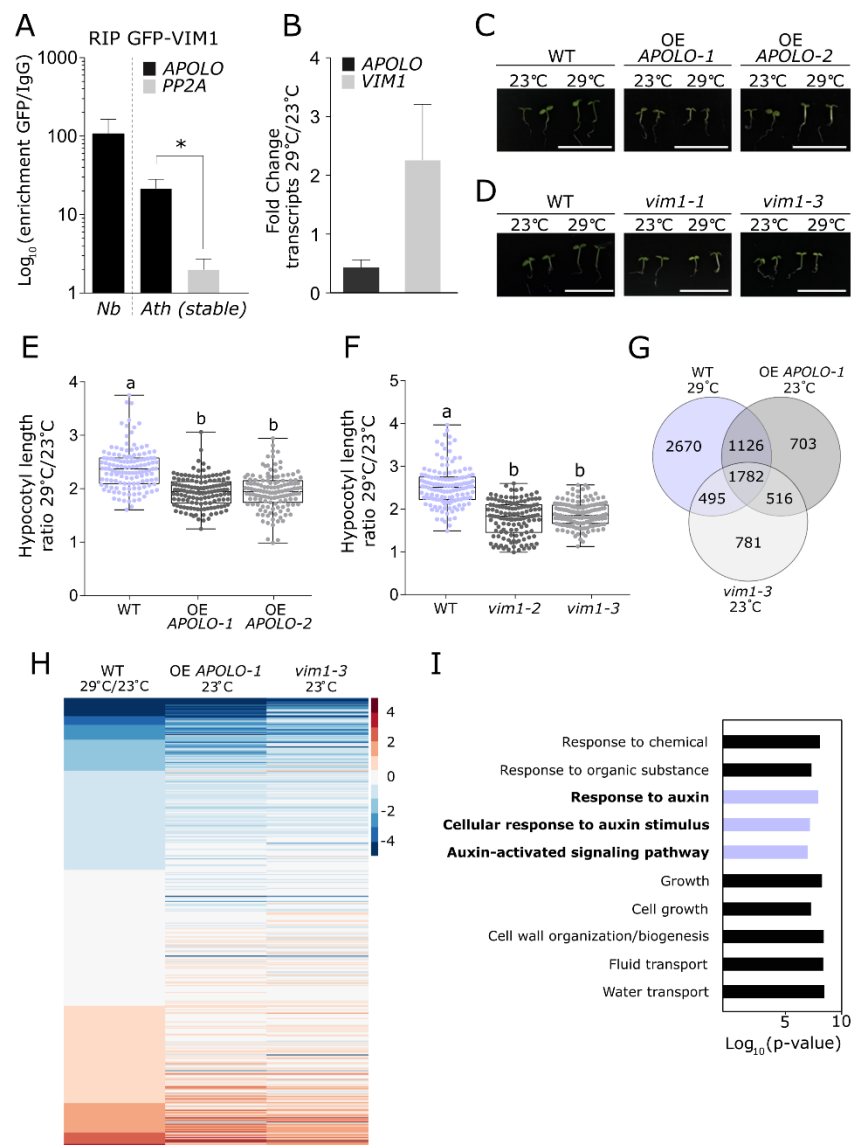 A
RIP GFP-VIM1
APOLO
PP2A
Log10(enrichment GFP/IgG)
1000
100
10
1
*
Nb
Ath (stable)
B
APOLO
VIM1
Fold Change
transcripts 29℃/23℃
4
3
2
1
0
C
WT
OE
APOLO-1
OE
APOLO-2
23℃ 29℃ 23℃ 29℃ 23℃ 29℃
D
WT vim1-1 vim1-3
23℃ 29℃ 23℃ 29℃ 23℃ 29℃
E
Hypocotyl length
ratio 29˚C/23˚C
4
3
2
1
0
a
b
b
WT
OE
APOLO-1
OE
APOLO-2
F
Hypocotyl length
ratio 29˚C/23˚C
5
4
3
2
1
0
a
b
b
WT
vim1-2
vim1-3
G
WT
29˚C
OE APOLO-1
23˚C
2670
1126
703
1782
495
516
781
vim1-3
23˚C
H
WT
29˚C/23˚C
OE APOLO-1
23˚C
vim1-3
23˚C
4
2
0
-2
-4
I
Response to chemical
Response to organic substance
Response to auxin
Cellular response to auxin stimulus
Auxin-activated signaling pathway
Growth
Cell growth
Cell wall organization/biogenesis
Fluid transport
Water transport
5
10
Log10(p-value)